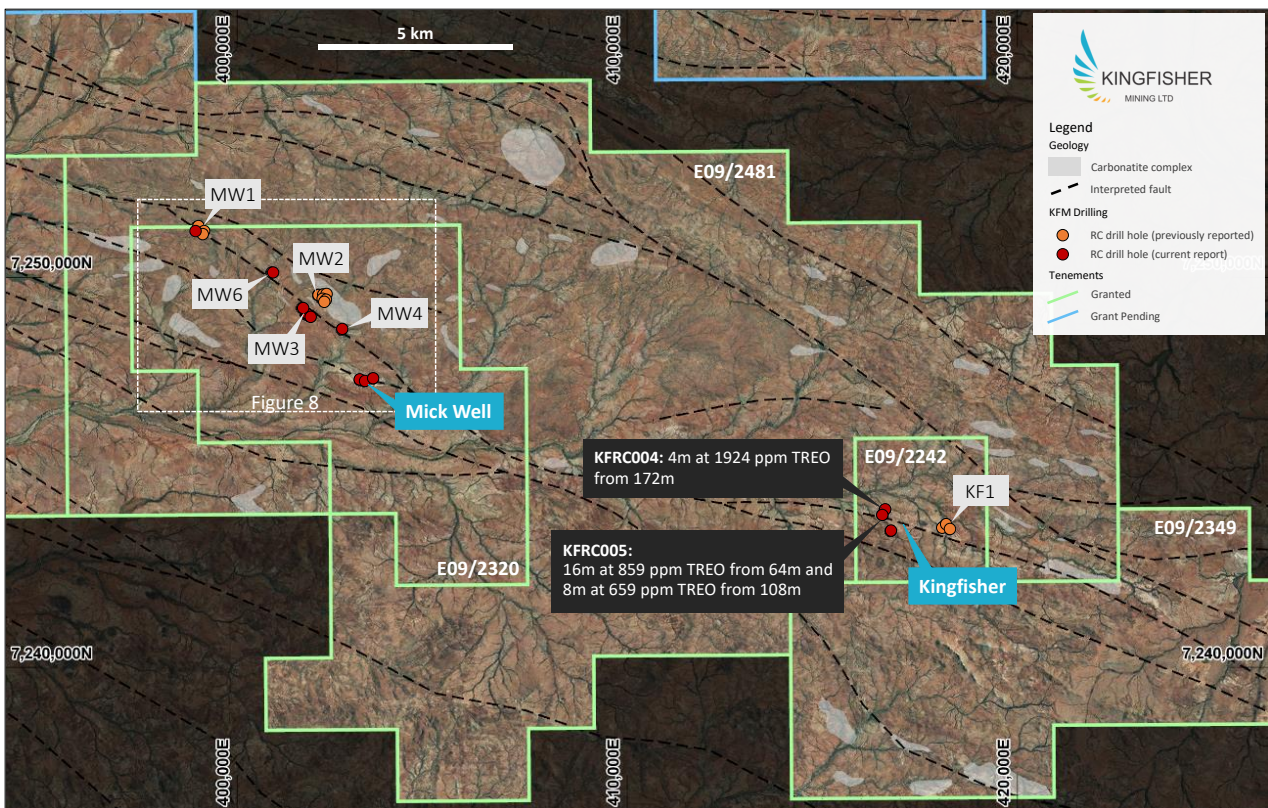 400,000E
410,000E
420,000E
5 km
KINGFISHER
MINING LTD
Legend
Geology
Carbonatite complex
Interpreted fault
KFM Drilling
RC drill hole (previously reported)
RC drill hole (current report)
Tenements
Granted
Grant Pending
E09/2481
MW1
7,250,000N
7,250,000N
MW2
MW6
MW4
MW3
Figure 8
Mick Well
KFRC004: 4m at 1924 ppm TREO
from 172m
E09/2242
KF1
E09/2349
KFRC005:
16m at 859 ppm TREO from 64m and
8m at 659 ppm TREO from 108m
E09/2320
Kingfisher
7,240,000N
7,240,000N
400,000E
410,000E
420,000E